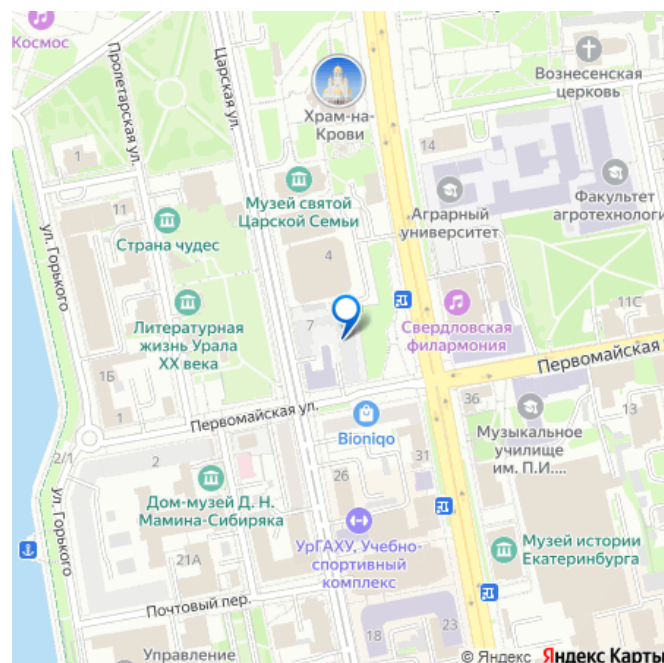 Космос
Пролетарская ул.
Царская ул.
Храм-на-
Крови
Вознесенская
церковь
14
1
Музей святой
Царской Семьи
Аграрный
университет
Факультет
агротехнологи
ул. Горького
11
Страна чудес
4
7
Литературная
жизнь Урала
XX века
Свердловская
филармония
11С
Первомайская
1Б
1
Первомайская ул.
Bioniqo
36
13
Музыкальное
училище
им. П.И....
2/1
2
26
31
Дом-музей Д. Н.
Мамина-Сибиряка
ул. Горького
УрГАХУ, Учебно-
спортивный
комплекс
Музей истории
Екатеринбурга
21А
Почтовый пер.
18
23
Управление
© Яндекс Яндекс Карты